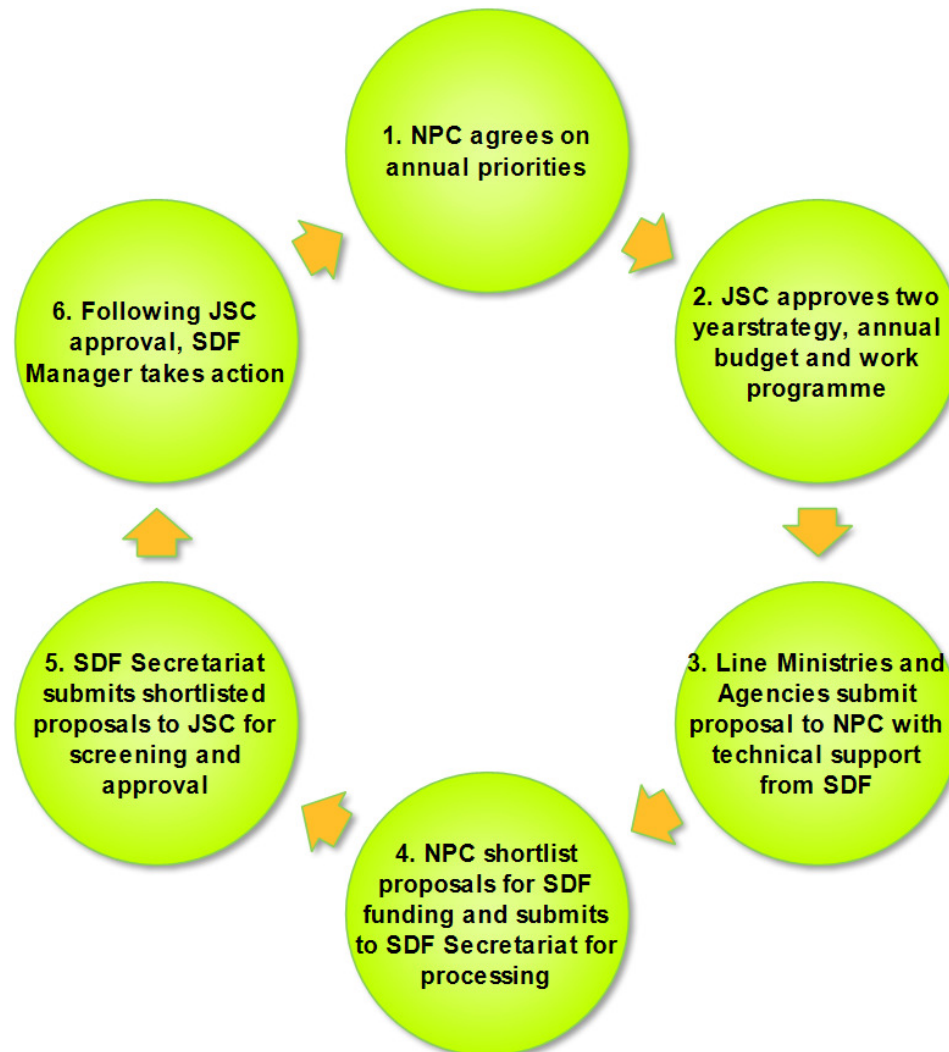 1. NPC agrees on
annual priorities
2. JSC approves two
yearstrategy, annual
budget and work
programme
3. Line Ministries and
Agencies submit
proposal to NPC with
technical support
from SDF
4. NPC shortlist
proposals for SDF
funding and submits
to SDF Secretariat for
processing
5. SDF Secretariat
submits shortlisted
proposals to JSC for
screening and
approval
6. Following JSC
approval, SDF
Manager takes action